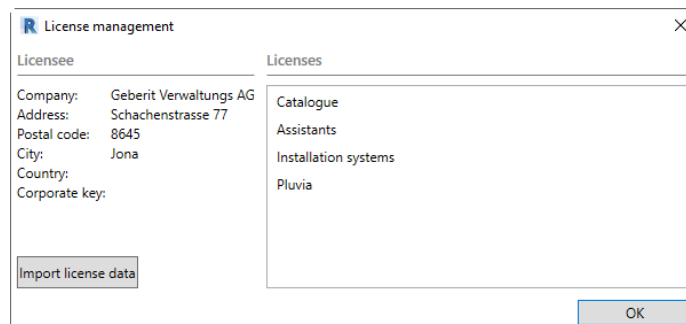 R License management
Licensee
Company: Geberit Verwaltungs AG
Address: Schachenstrasse 77
Postal code: 8645
City: Jona
Country:
Corporate key:
Import license data
Licenses
Catalogue
Assistants
Installation systems
Pluvia
OK